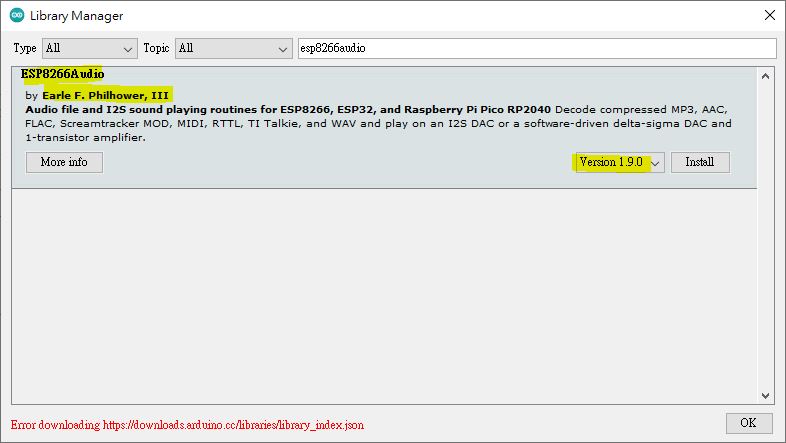 Library Manager
Type All Topic All esp8266audio
ESP8266Audio
by Earle F. Philhower, III
Audio file and I2S sound playing routines for ESP8266, ESP32, and Raspberry Pi Pico RP2040 Decode compressed MP3, AAC,
FLAC, Screamtracker MOD, MIDI, RTTL, TI Talkie, and WAV and play on an I2S DAC or a software-driven delta-sigma DAC and
1-transistor amplifier.
More info Version 1.9.0 Install
Error downloading https://downloads.arduino.cc/libraries/library_index.json OK